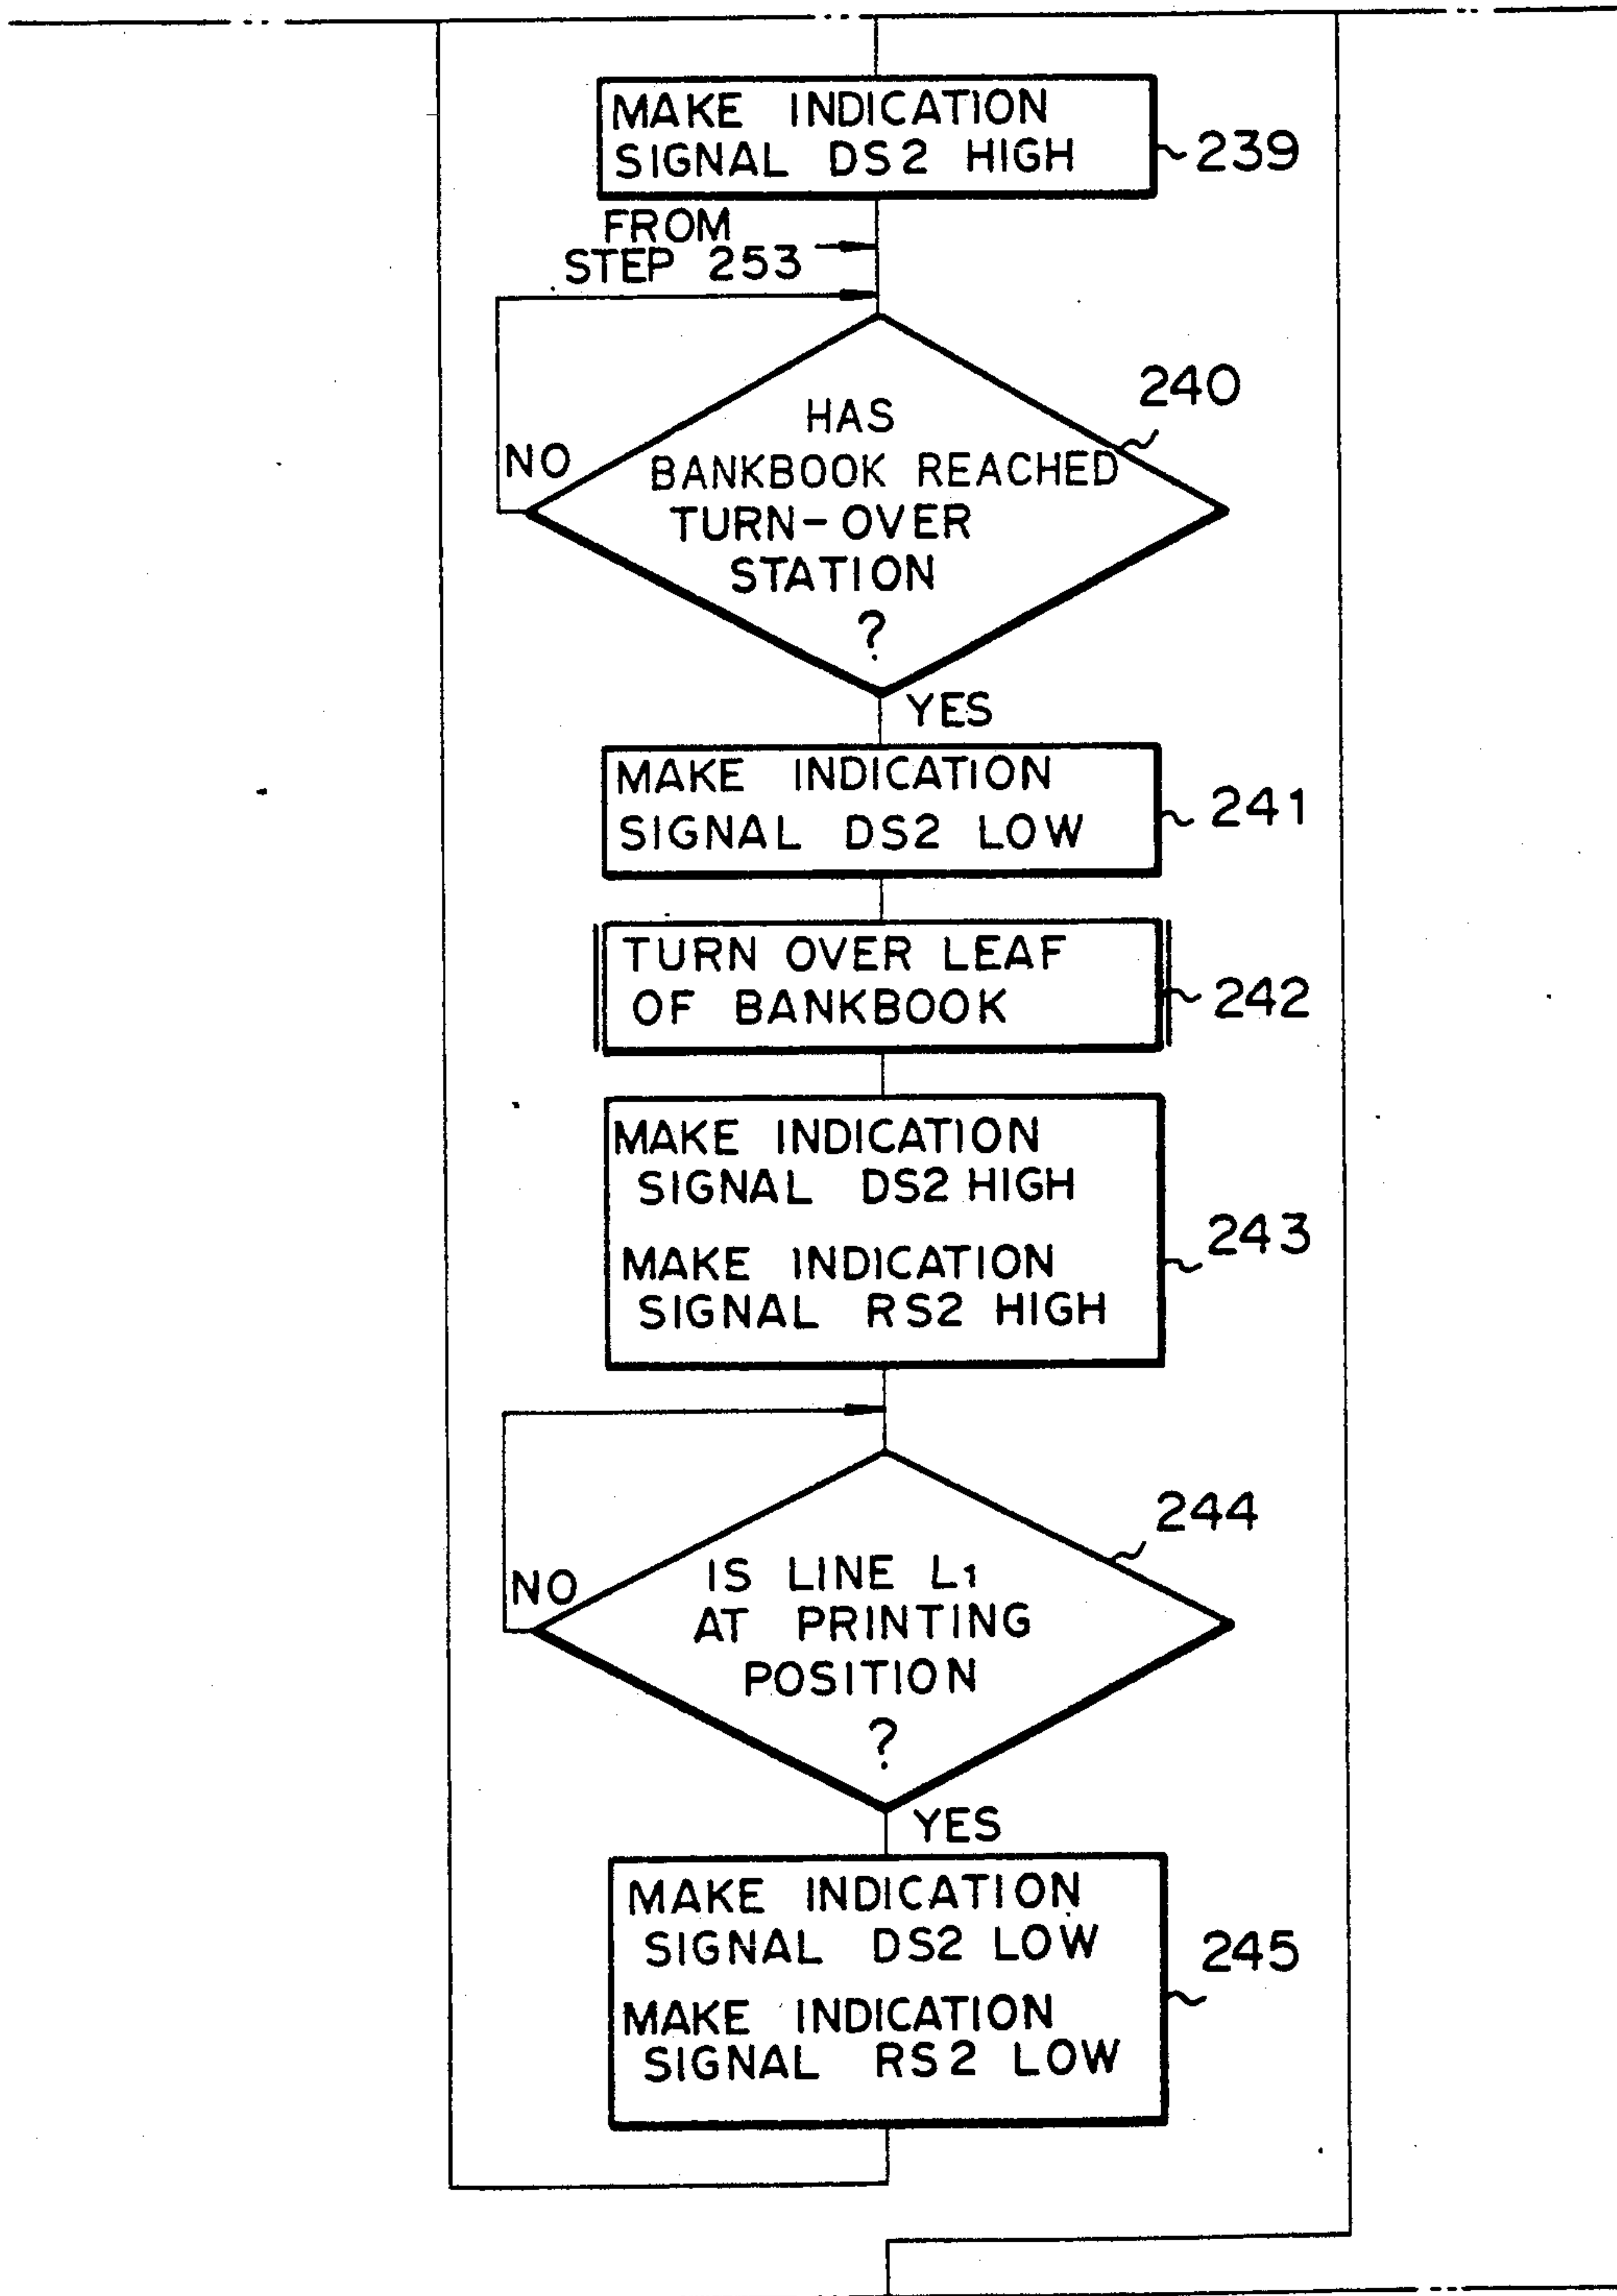 MAKE INDICATION
SIGNAL DS2 HIGH
239
FROM
STEP 253
240
HAS
BANKBOOK REACHED
TURN-OVER
STATION
?
NO
YES
MAKE INDICATION
SIGNAL DS2 LOW
241
TURN OVER LEAF
OF BANKBOOK
242
MAKE INDICATION
SIGNAL DS2 HIGH
MAKE INDICATION
SIGNAL RS2 HIGH
243
244
IS LINE L1
AT PRINTING
POSITION
?
NO
YES
MAKE INDICATION
SIGNAL DS2 LOW
MAKE INDICATION
SIGNAL RS2 LOW
245